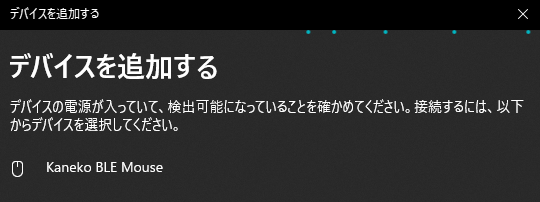 デバイスを追加する
デバイスを追加する
デバイスの電源が入っていて、検出可能になっていることを確かめてください。接続するには、以下
からデバイスを選択してください。
Kaneko BLE Mouse